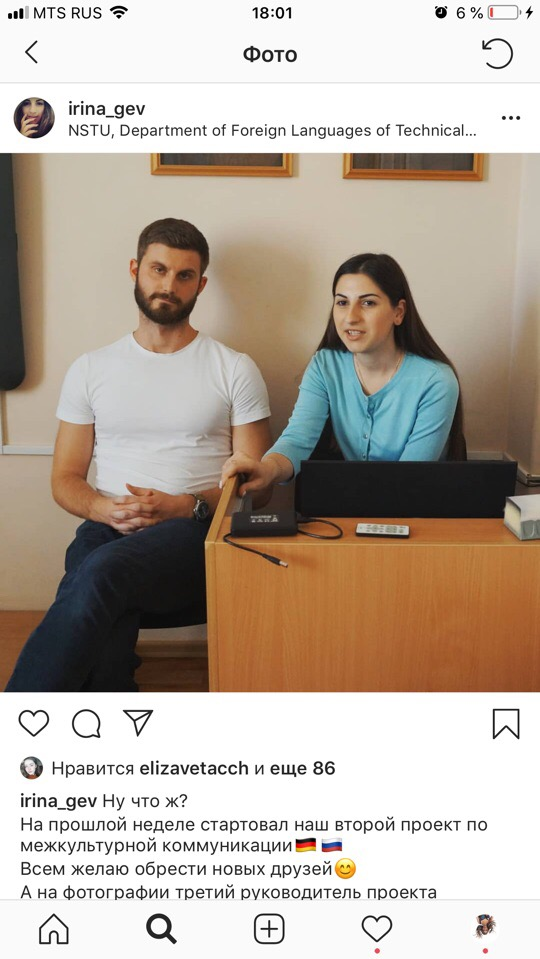 MTS RUS 18:01 6 %
Фото
irina_gev
NSTU, Department of Foreign Languages of Technical...
Нравится elizavetacch и еще 86
irina_gev Ну что ж?
На прошлой неделе стартовал наш второй проект по
межкультурной коммуникации🇩🇪🇷🇺
Всем желаю обрести новых друзей😊
А на фотографии третий руководитель проекта